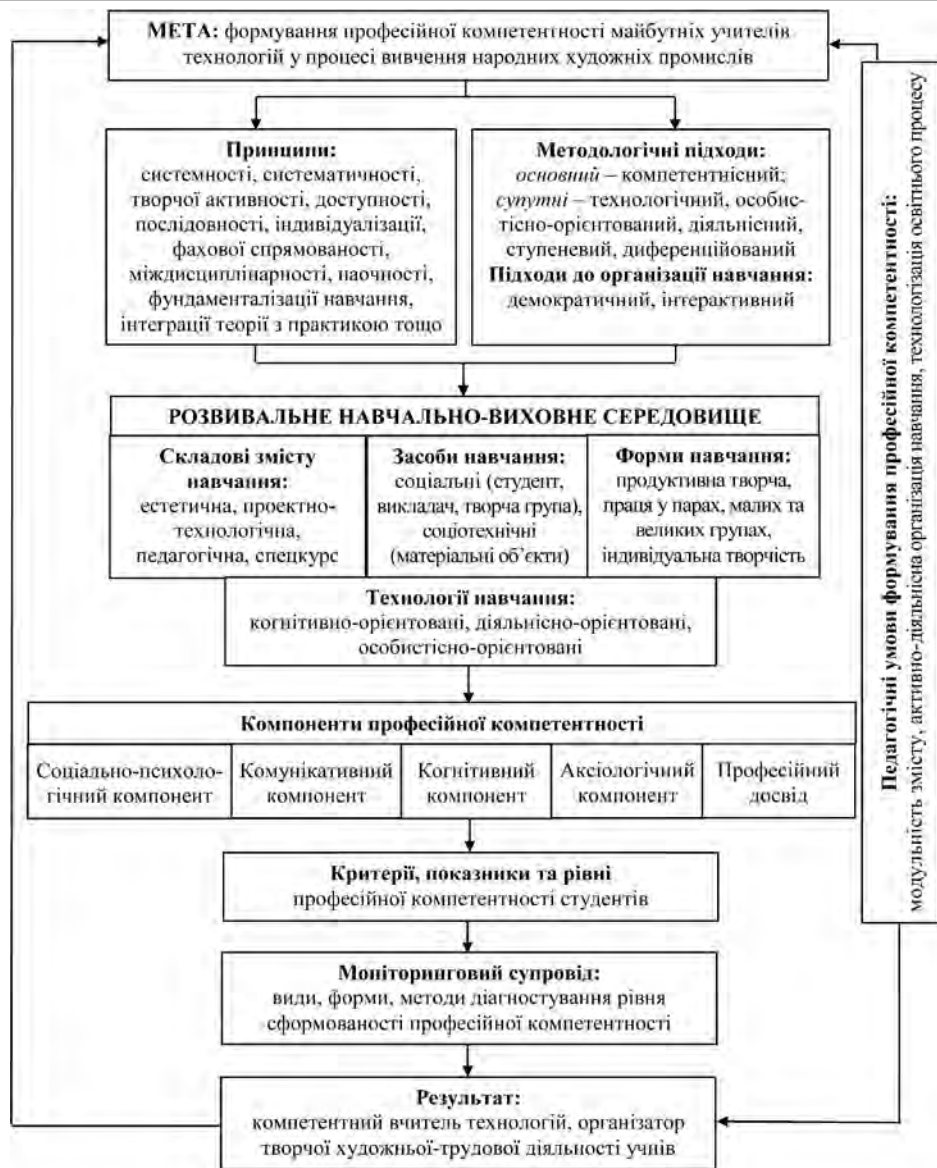 МЕТА: формування професійної компетентності майбутніх учителів
технологій у процесі вивчення народних художніх промислів
Принципи:
системності, систематичності,
творчої активності, доступності,
послідовності, індивідуалізації,
фахової спрямованості,
міждисциплінарності, наочності,
фундаменталізації навчання,
інтеграції теорії з практикою тощо
Методологічні підходи:
основний – компетентнісний;
супутні – технологічний, особис-
тісно-орієнтований, діяльнісний,
ступеневий, диференційований
Підходи до організації навчання:
демократичний, інтерактивний
РОЗВИВАЛЬНЕ НАВЧАЛЬНО-ВИХОВНЕ СЕРЕДОВИЩЕ
Складові змісту
навчання:
естетична, проектно-
технологічна,
педагогічна, спецкурс
Засоби навчання:
соціальні (студент,
викладач, творча група),
соціотехнічні
(матеріальні об’єкти)
Форми навчання:
продуктивна творча,
праця у парах, малих та
великих групах,
індивідуальна творчість
Технології навчання:
когнітивно-орієнтовані, діяльнісно-орієнтовані,
особистісно-орієнтовані
Компоненти професійної компетентності
Соціально-психоло-
гічний компонент
Комунікативний
компонент
Когнітивний
компонент
Аксіологічний
компонент
Професійний
досвід
Критерії, показники та рівні
професійної компетентності студентів
Моніторинговий супровід:
види, форми, методи діагностування рівня
сформованості професійної компетентності
Результат:
компетентний вчитель технологій, організатор
творчої художньої-трудової діяльності учнів
Педагогічні умови формування професійної компетентності:
модульність змісту, активно-діяльнісна організація навчання, технологізація освітнього процесу